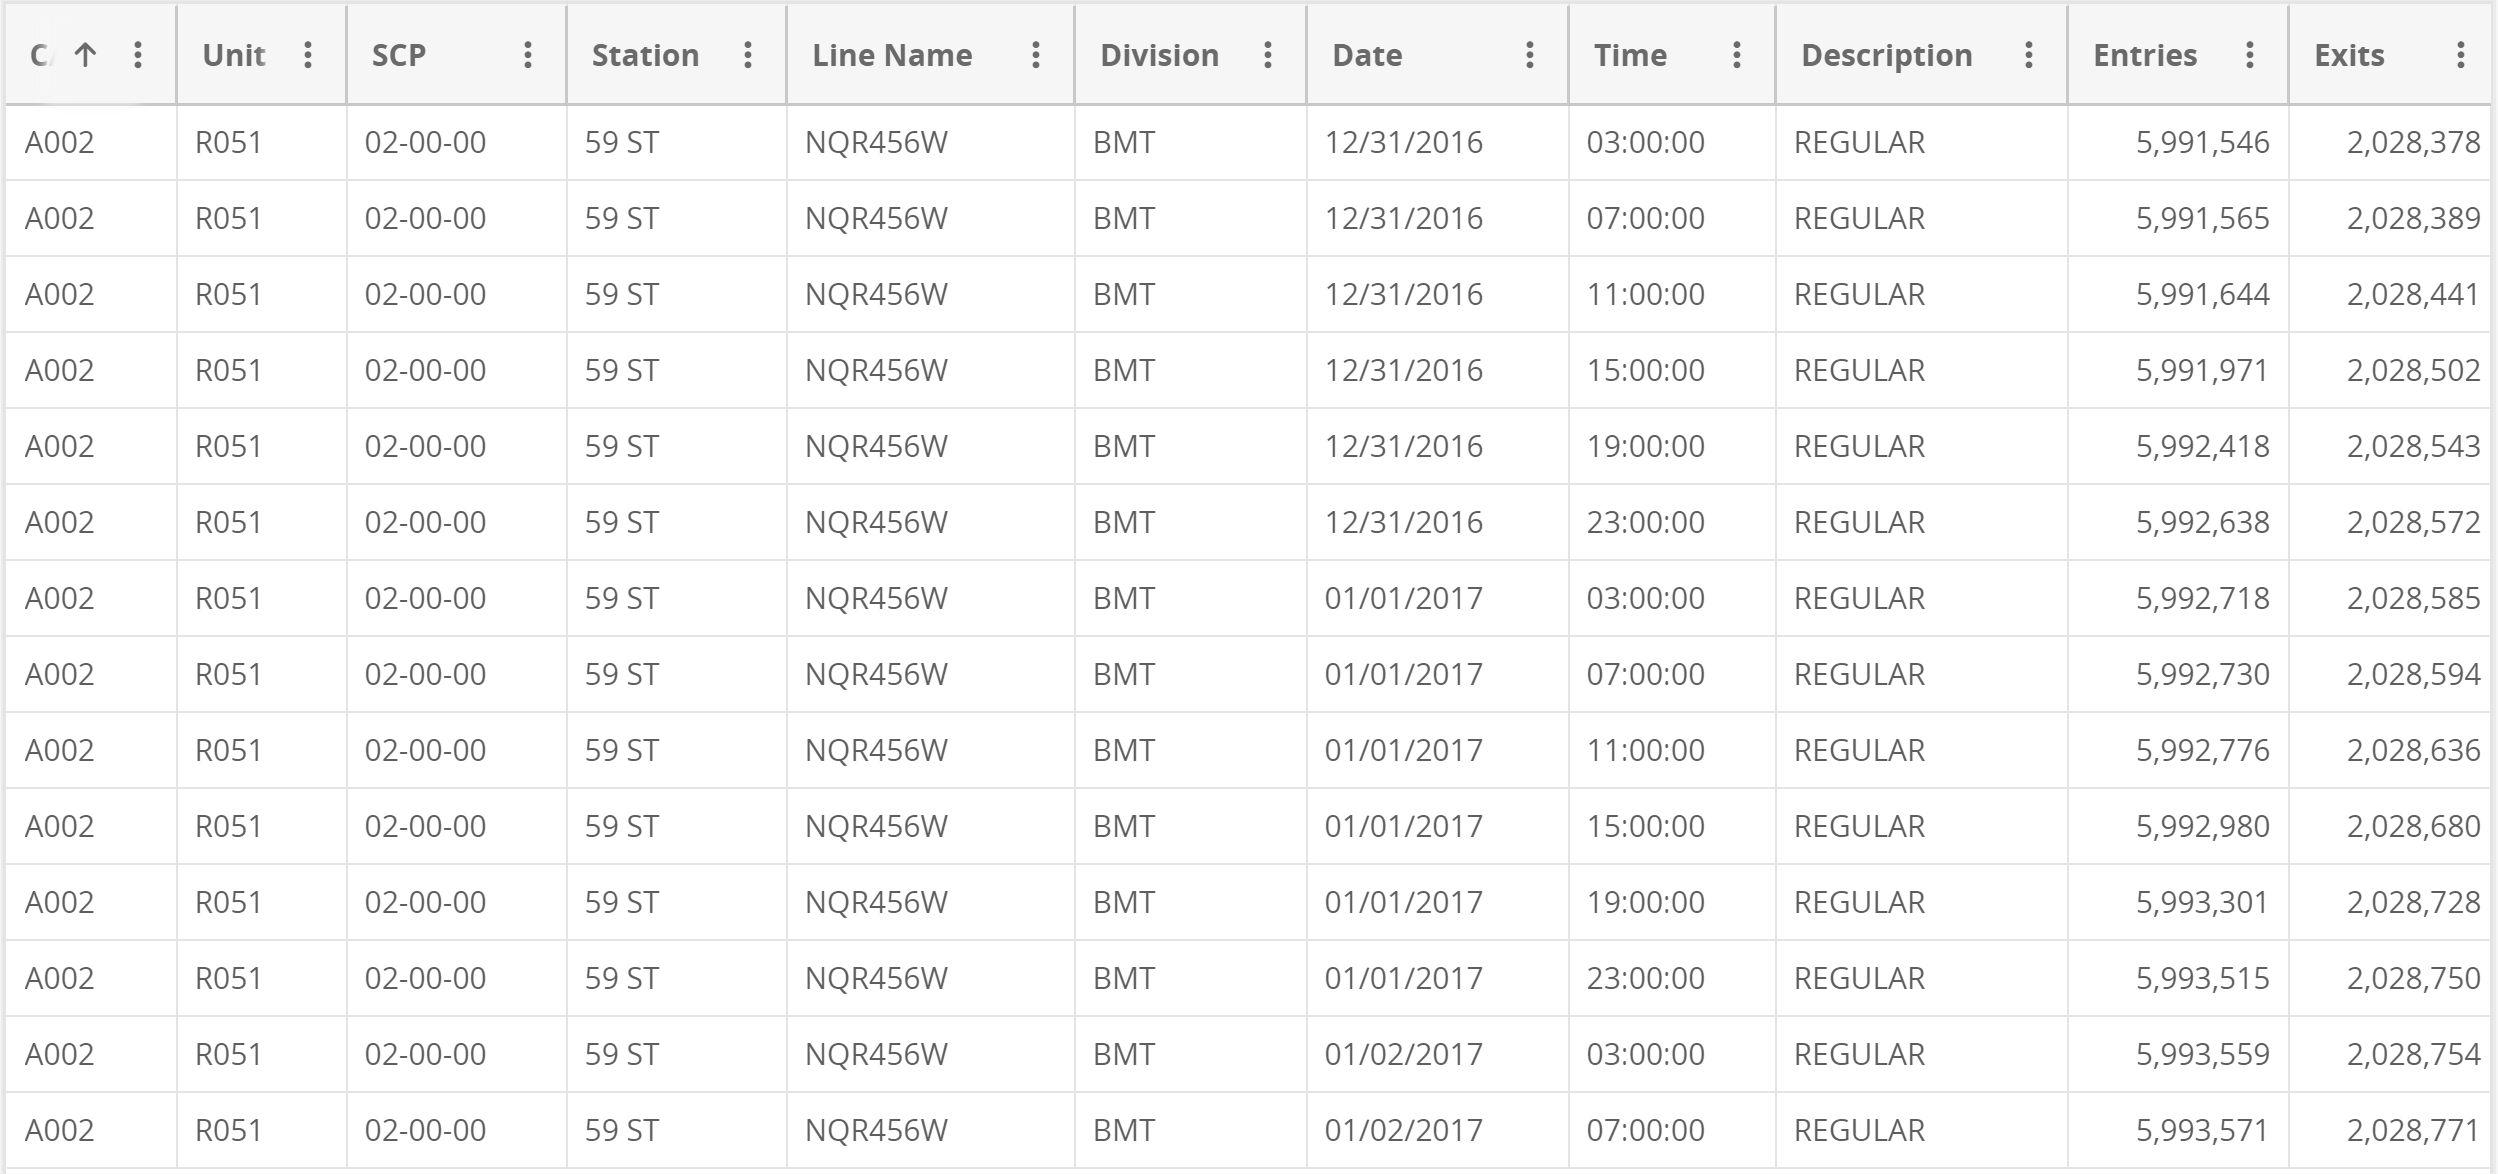 Unit SCP Station Line Name Division Date Time Description Entries Exits
A002 R051 02-00-00 59 ST NQR456W BMT 12/31/2016 03:00:00 REGULAR 5,991,546 2,028,378
A002 R051 02-00-00 59 ST NQR456W BMT 12/31/2016 07:00:00 REGULAR 5,991,565 2,028,389
A002 R051 02-00-00 59 ST NQR456W BMT 12/31/2016 11:00:00 REGULAR 5,991,644 2,028,441
A002 R051 02-00-00 59 ST NQR456W BMT 12/31/2016 15:00:00 REGULAR 5,991,971 2,028,502
A002 R051 02-00-00 59 ST NQR456W BMT 12/31/2016 19:00:00 REGULAR 5,992,418 2,028,543
A002 R051 02-00-00 59 ST NQR456W BMT 12/31/2016 23:00:00 REGULAR 5,992,638 2,028,572
A002 R051 02-00-00 59 ST NQR456W BMT 01/01/2017 03:00:00 REGULAR 5,992,718 2,028,585
A002 R051 02-00-00 59 ST NQR456W BMT 01/01/2017 07:00:00 REGULAR 5,992,730 2,028,594
A002 R051 02-00-00 59 ST NQR456W BMT 01/01/2017 11:00:00 REGULAR 5,992,776 2,028,636
A002 R051 02-00-00 59 ST NQR456W BMT 01/01/2017 15:00:00 REGULAR 5,992,980 2,028,680
A002 R051 02-00-00 59 ST NQR456W BMT 01/01/2017 19:00:00 REGULAR 5,993,301 2,028,728
A002 R051 02-00-00 59 ST NQR456W BMT 01/01/2017 23:00:00 REGULAR 5,993,515 2,028,750
A002 R051 02-00-00 59 ST NQR456W BMT 01/02/2017 03:00:00 REGULAR 5,993,559 2,028,754
A002 R051 02-00-00 59 ST NQR456W BMT 01/02/2017 07:00:00 REGULAR 5,993,571 2,028,771